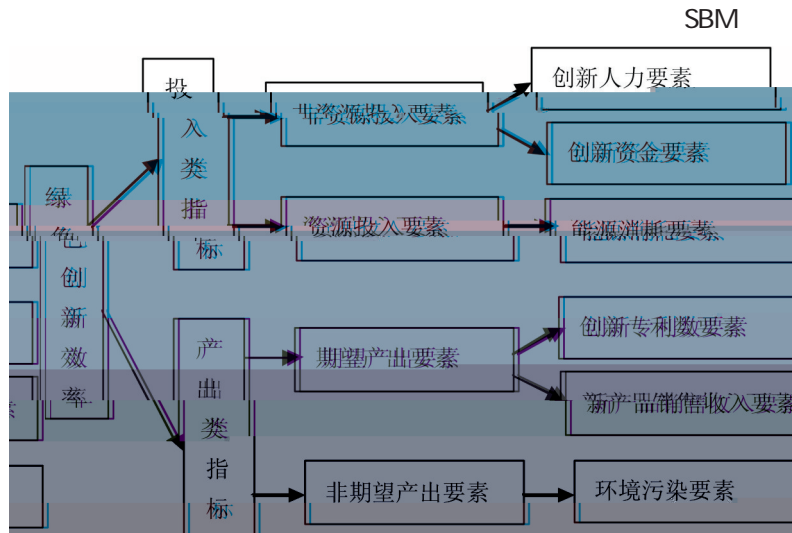 SBM
投入类指标
创新人力要素
非资源投入要素
创新资金要素
绿色创新效率
资源投入要素
能源消耗要素
产出类指标
期望产出要素
创新专利数要素
新产品销售收入要素
非期望产出要素
环境污染要素